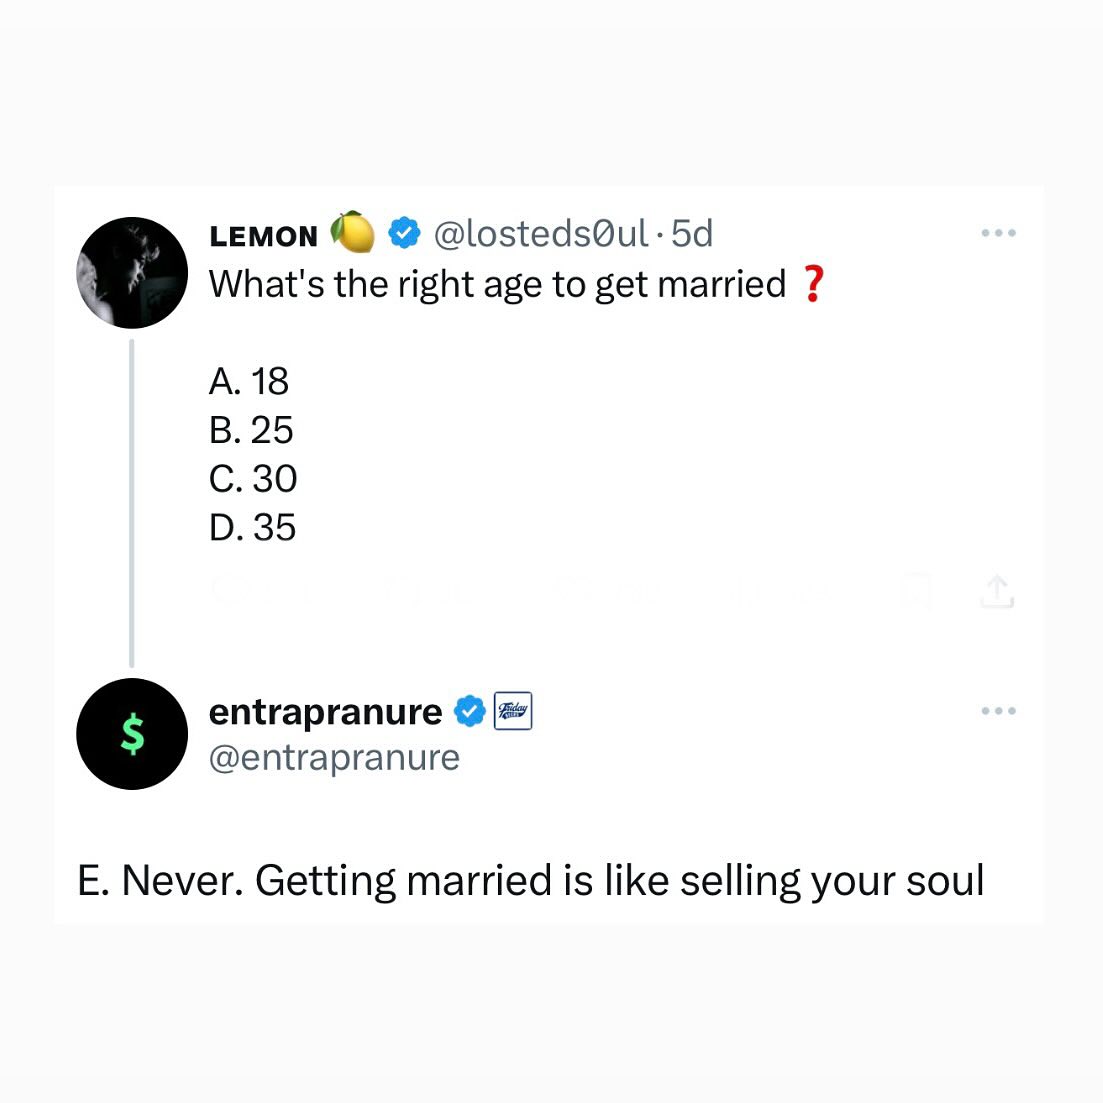 LEMON 🍋 @losteds0ul · 5d
What's the right age to get married ❓
A. 18
B. 25
C. 30
D. 35
entrapranure
@entrapranure
E. Never. Getting married is like selling your soul